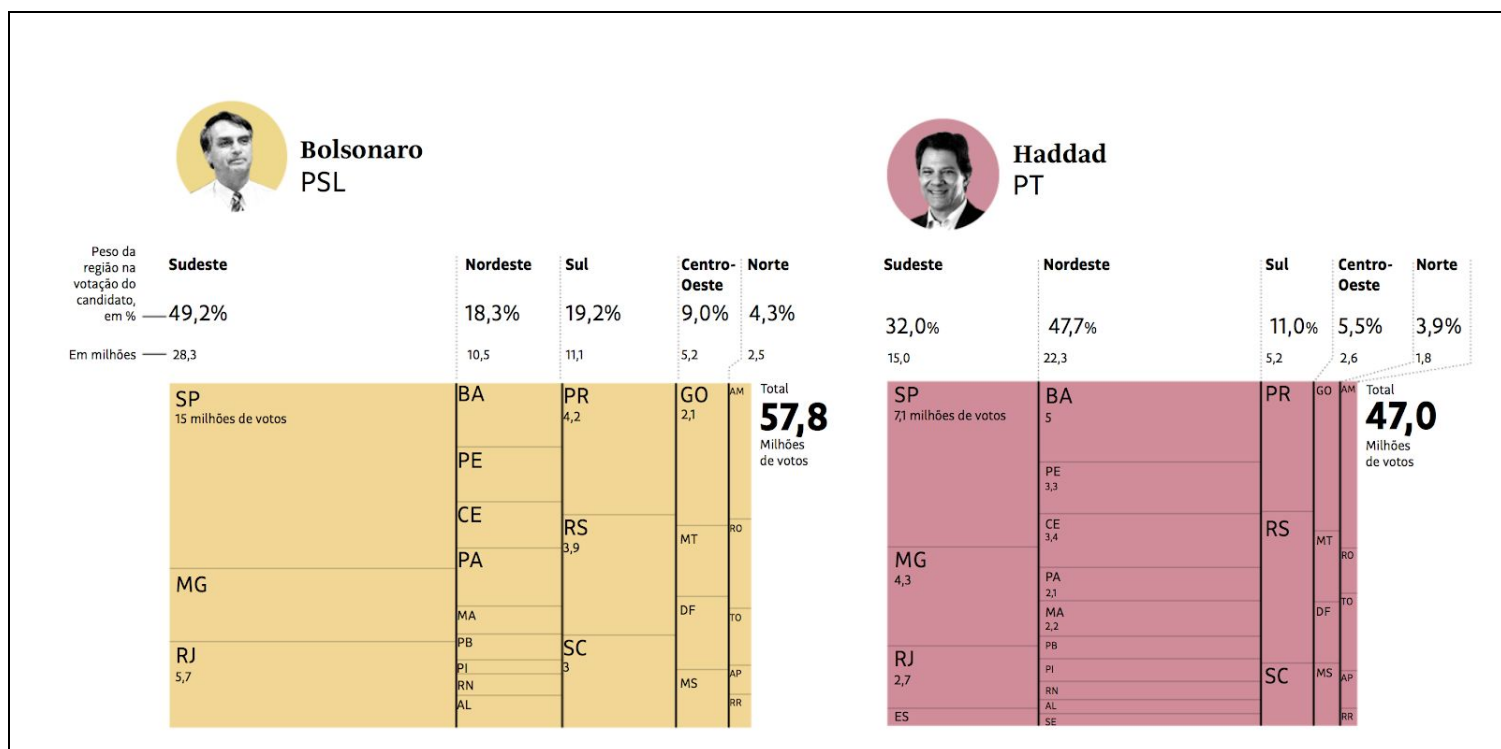 Bolsonaro
PSL
Peso da
região na
votação do
candidato,
em %
Sudeste
Nordeste
Sul
Centro-
Oeste
Norte
49,2%
18,3%
19,2%
9,0%
4,3%
Em milhões
28,3
10,5
11,1
5,2
2,5
SP
15 milhões de votos
MG
RJ
5,7
BA
PE
CE
PA
MA
PB
PI
RN
AL
PR
4,2
RS
3,9
SC
3
GO
2,1
MT
DF
MS
AM
RO
TO
AP
RR
Total
57,8
Milhões
de votos
Haddad
PT
Sudeste
Nordeste
Sul
Centro-
Oeste
Norte
32,0%
47,7%
11,0%
5,5%
3,9%
15,0
22,3
5,2
2,6
1,8
SP
7,1 milhões de votos
MG
4,3
RJ
2,7
ES
BA
5
PE
3,3
CE
3,4
PA
2,1
MA
2,2
PB
PI
RN
AL
SE
PR
RS
SC
GO
MT
DF
MS
AM
RO
TO
AP
RR
Total
47,0
Milhões
de votos